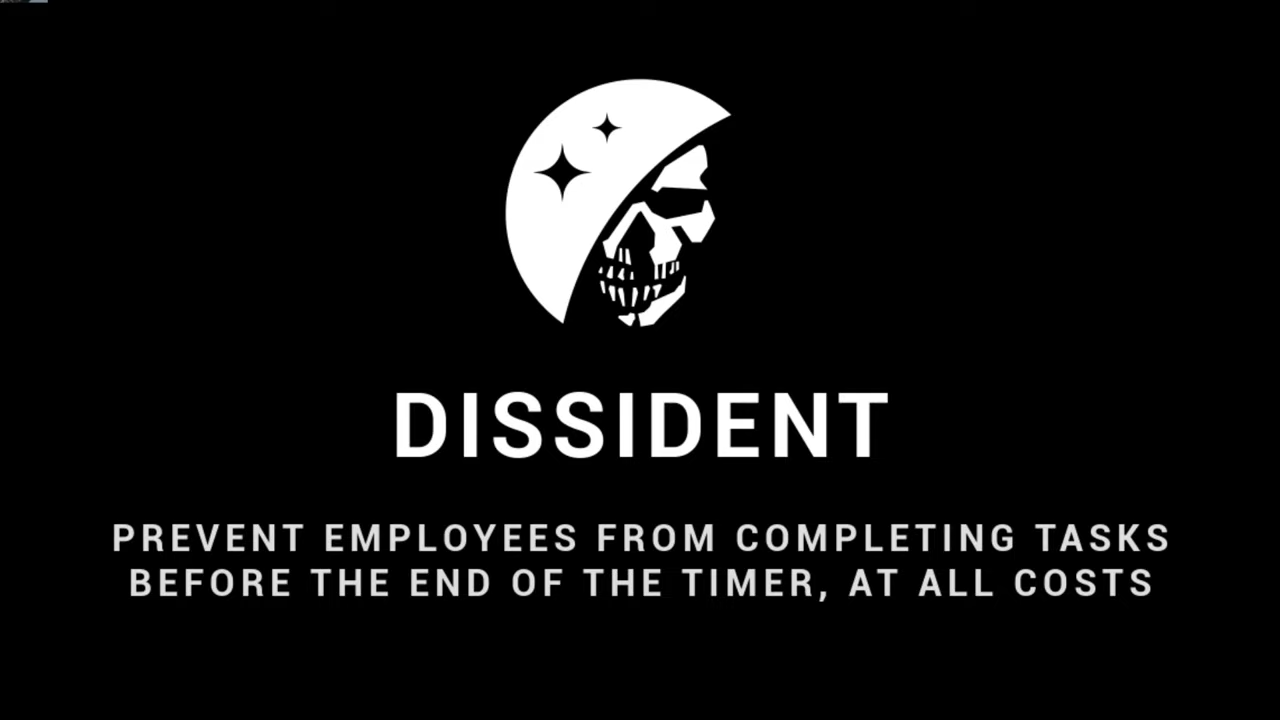 DISSIDENT
PREVENT EMPLOYEES FROM COMPLETING TASKS
BEFORE THE END OF THE TIMER, AT ALL COSTS